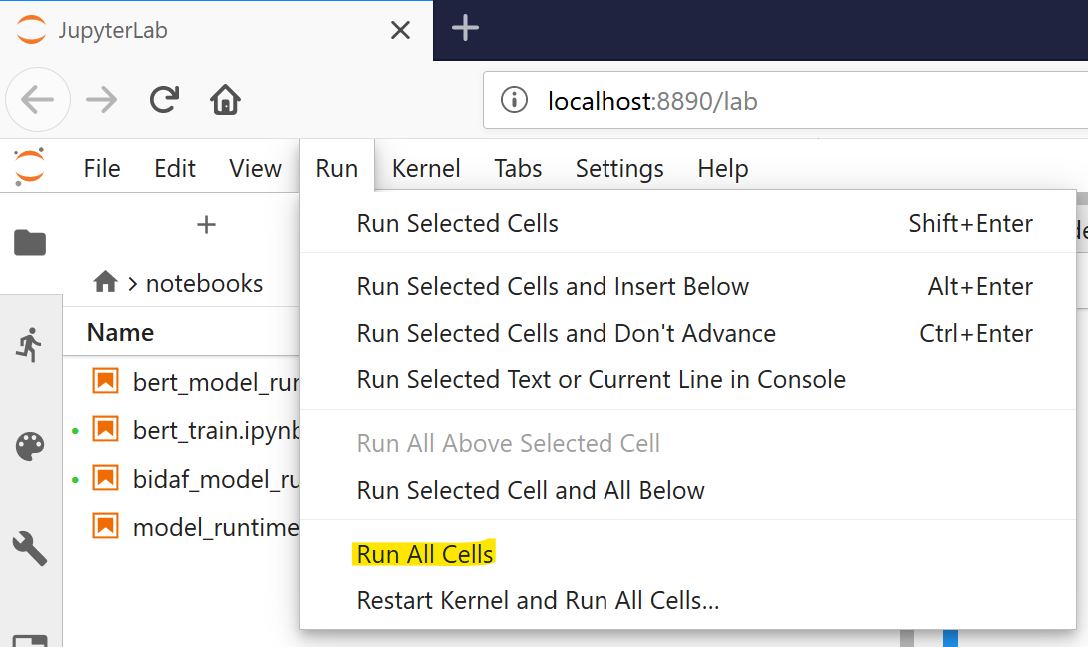 JupyterLab
localhost:8890/lab
File Edit View Run Kernel Tabs Settings Help
Run Selected Cells Shift+Enter
Run Selected Cells and Insert Below Alt+Enter
Run Selected Cells and Don't Advance Ctrl+Enter
Run Selected Text or Current Line in Console
Run All Above Selected Cell
Run Selected Cell and All Below
Run All Cells
Restart Kernel and Run All Cells...
notebooks
Name
bert_model_run
bert_train.ipynb
bidaf_model_ru
model_runtime